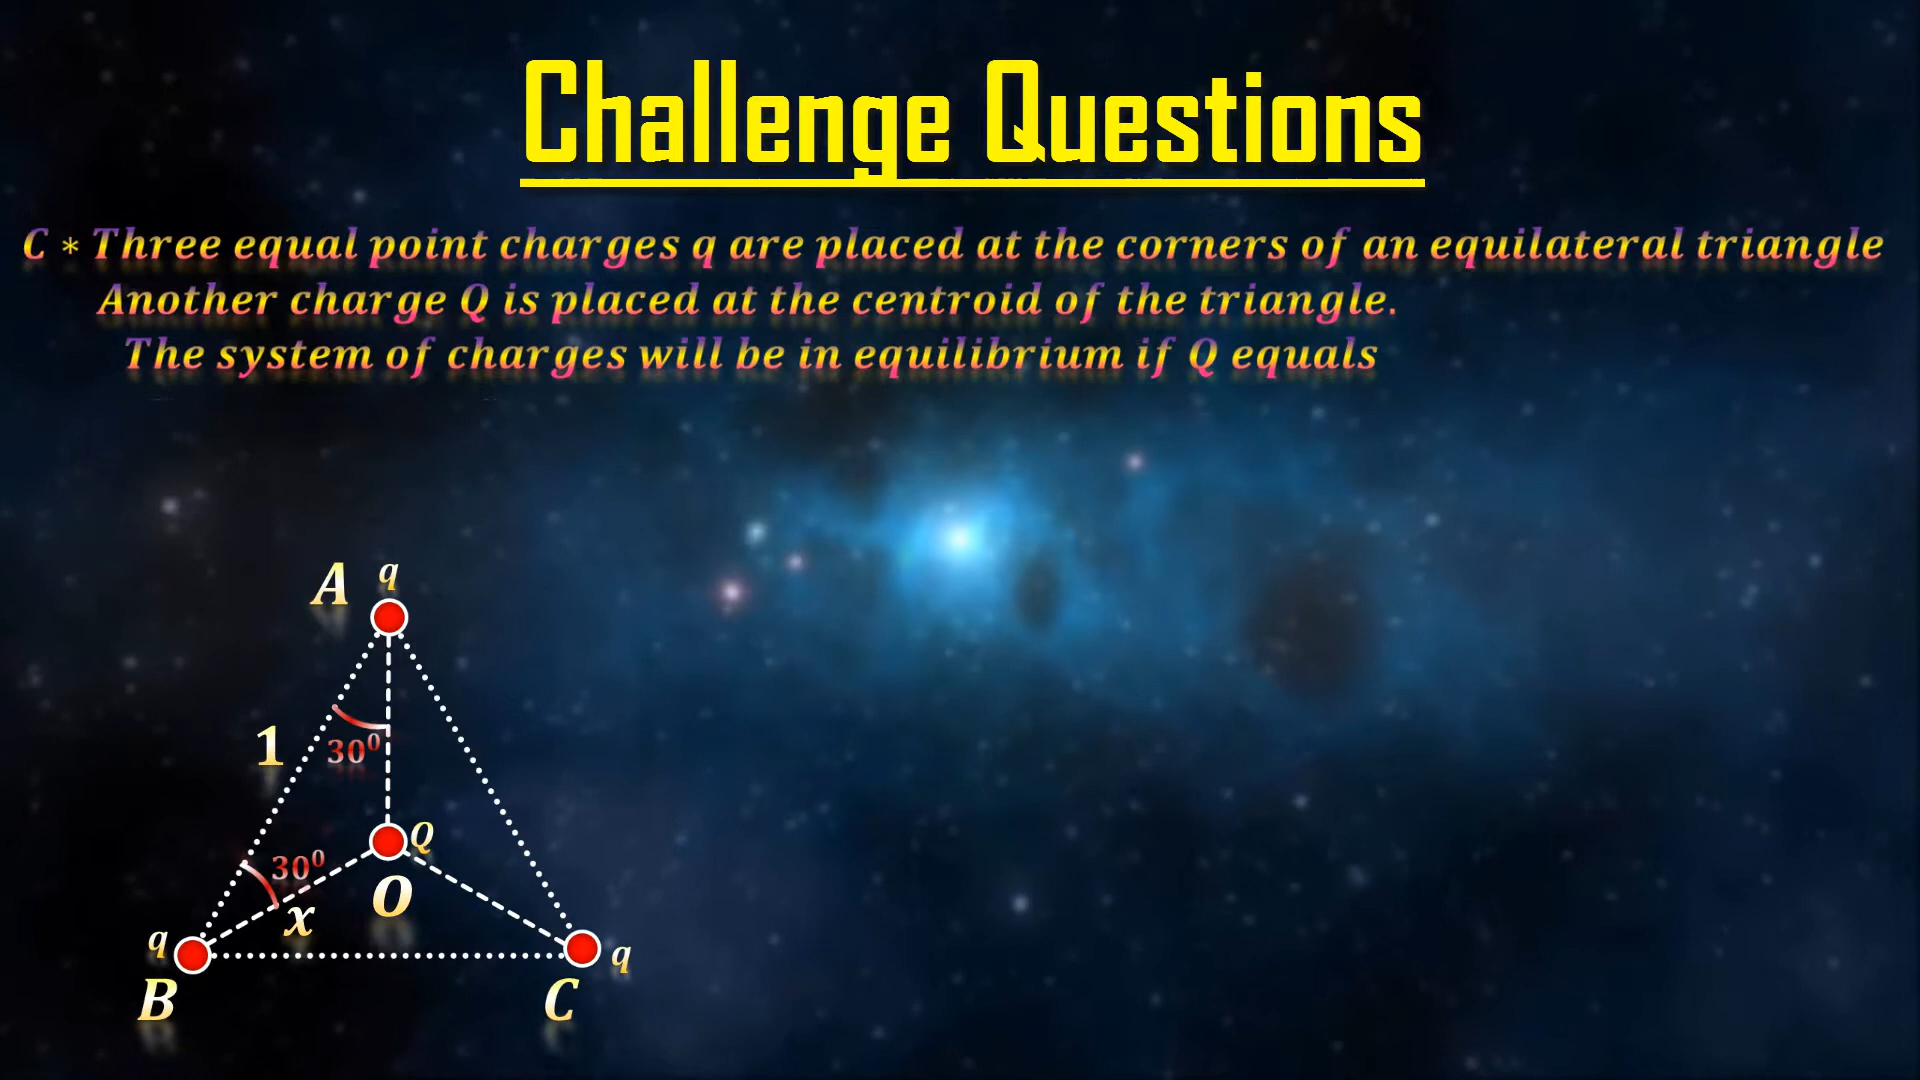 Challenge Questions
C * Three equal point charges q are placed at the corners of an equilateral triangle
Another charge Q is placed at the centroid of the triangle.
The system of charges will be in equilibrium if Q equals
A q
1
30⁰
Q
30⁰
O
x
q
q
B
C